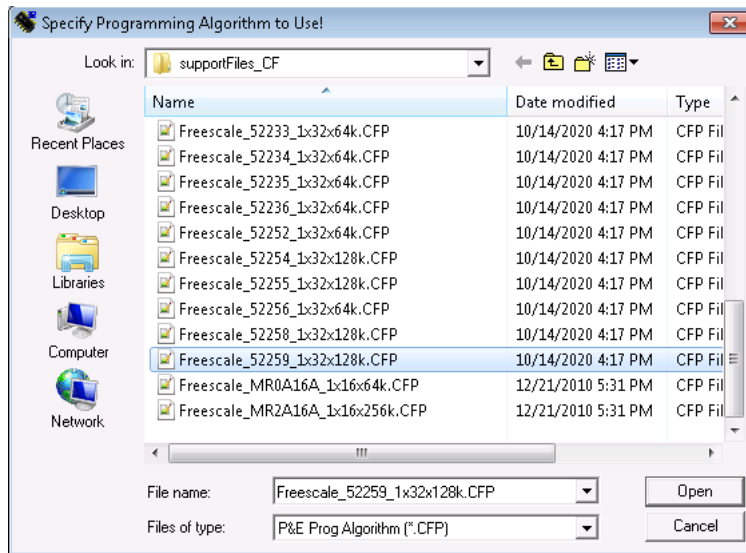 Specify Programming Algorithm to Use!
Look in: supportFiles_CF
Recent Places
Desktop
Libraries
Computer
Network
Name Date modified Type
Freescale_52233_1x32x64k.CFP 10/14/2020 4:17 PM CFP Fil
Freescale_52234_1x32x64k.CFP 10/14/2020 4:17 PM CFP Fil
Freescale_52235_1x32x64k.CFP 10/14/2020 4:17 PM CFP Fil
Freescale_52236_1x32x64k.CFP 10/14/2020 4:17 PM CFP Fil
Freescale_52252_1x32x64k.CFP 10/14/2020 4:17 PM CFP Fil
Freescale_52254_1x32x128k.CFP 10/14/2020 4:17 PM CFP Fil
Freescale_52255_1x32x128k.CFP 10/14/2020 4:17 PM CFP Fil
Freescale_52256_1x32x64k.CFP 10/14/2020 4:17 PM CFP Fil
Freescale_52258_1x32x128k.CFP 10/14/2020 4:17 PM CFP Fil
Freescale_52259_1x32x128k.CFP 10/14/2020 4:17 PM CFP Fil
Freescale_MR0A16A_1x16x64k.CFP 12/21/2010 5:31 PM CFP Fil
Freescale_MR2A16A_1x16x256k.CFP 12/21/2010 5:31 PM CFP Fil
File name: Freescale_52259_1x32x128k.CFP Open
Files of type: P&E Prog Algorithm (*.CFP) Cancel